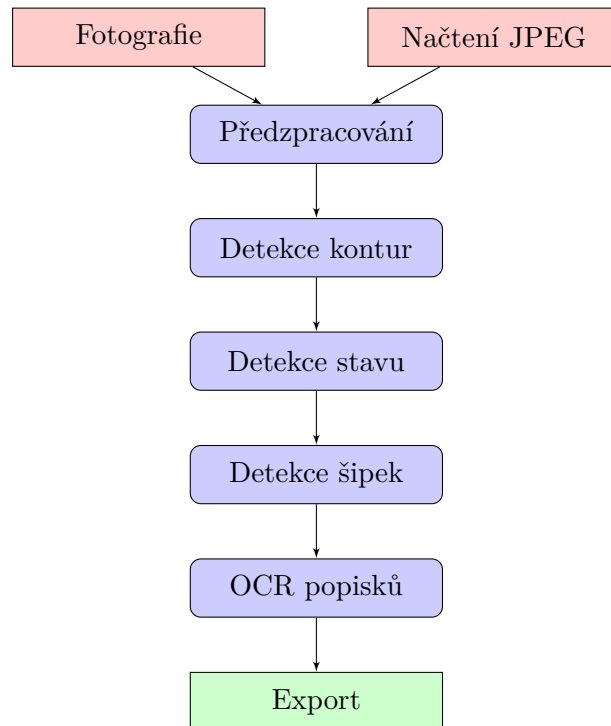 Fotografie
Načtení JPEG
Předzpracování
Detekce kontur
Detekce stavu
Detekce šipek
OCR popisků
Export